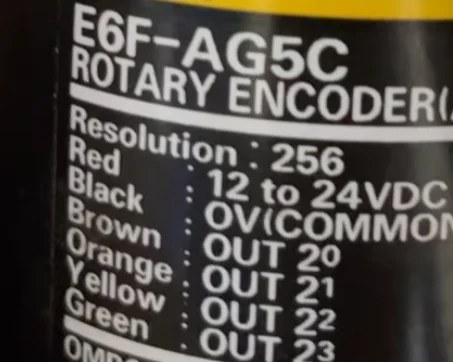 E6F-AG5C
ROTARY ENCODER(
Resolution : 256
Red : 12 to 24VDC
Black : 0V(COMMON
Brown : OUT 2⁰
Orange : OUT 2¹
Yellow : OUT 2²
Green : OUT 2³